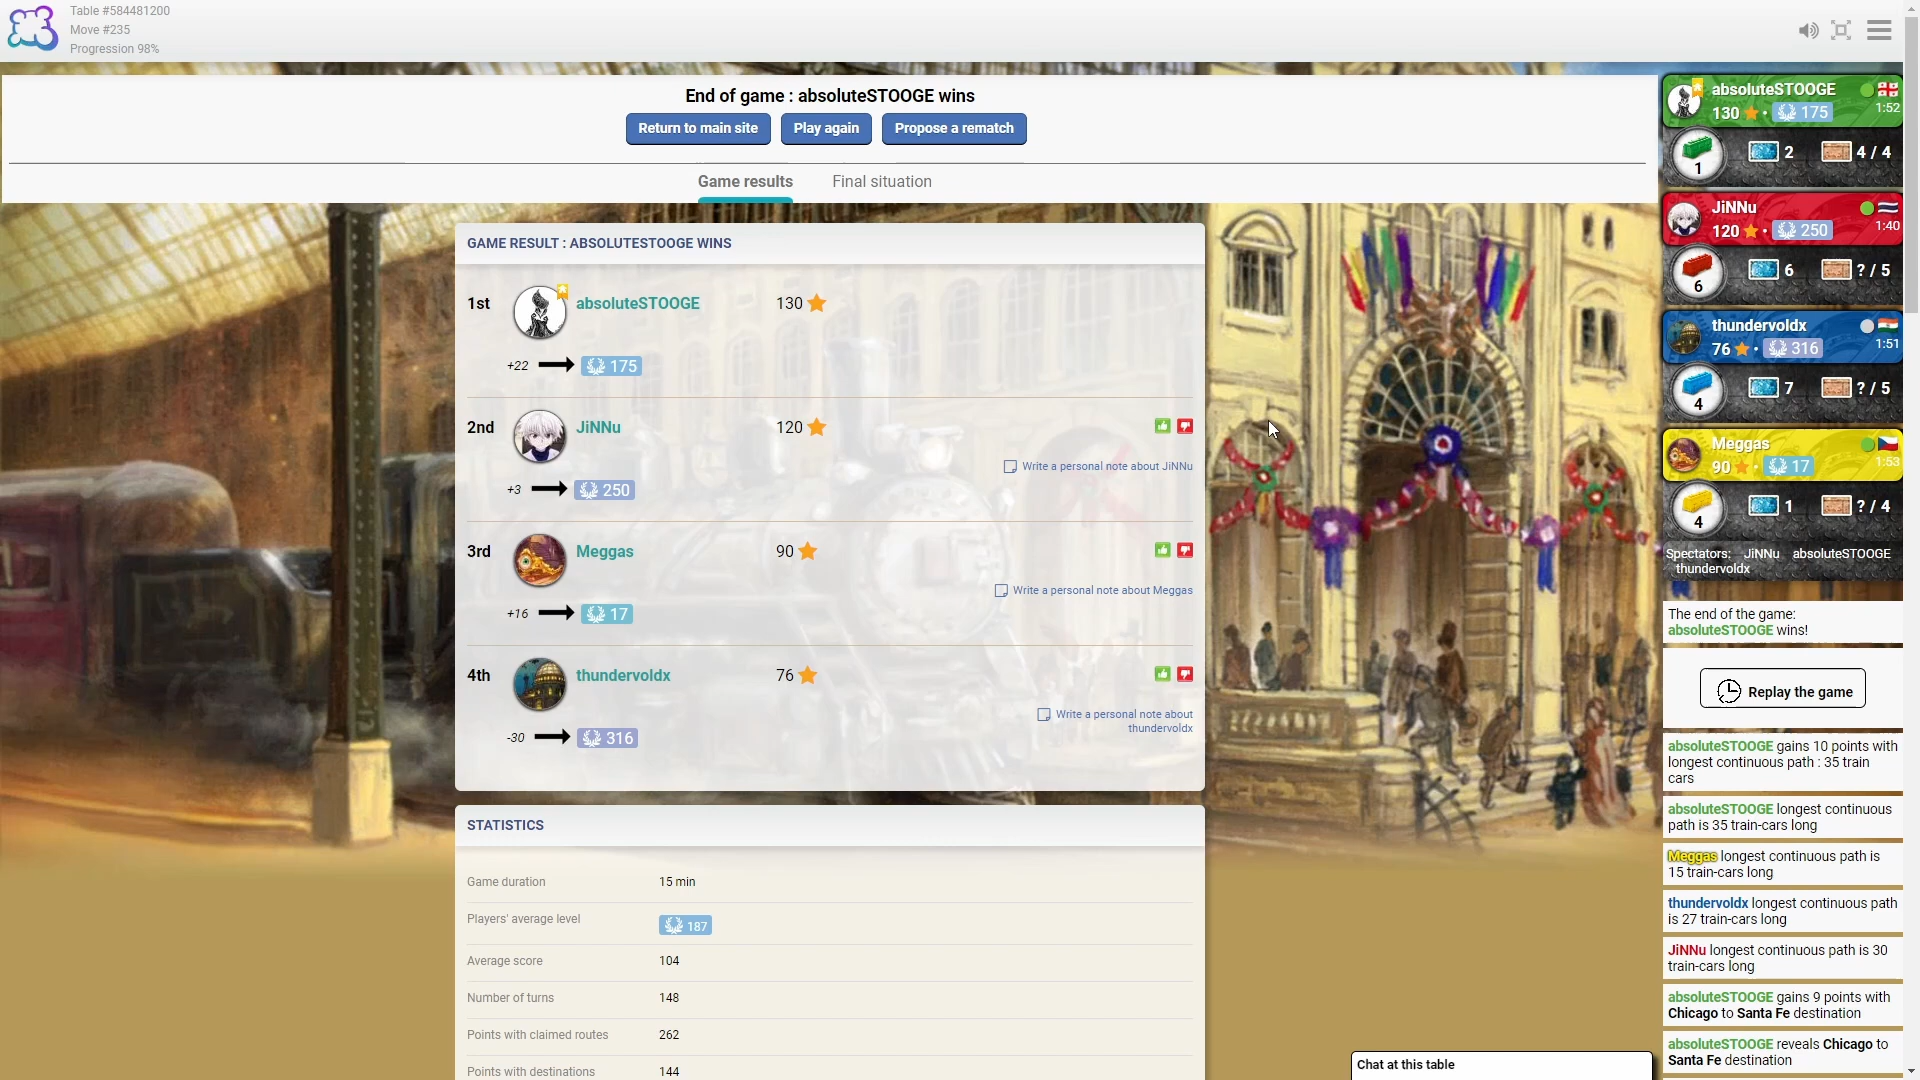 Table #584481200
Move #235
Progression 98%
End of game : absoluteSTOOGE wins
Return to main site
Play again
Propose a rematch
Game results
Final situation
GAME RESULT : ABSOLUTESTOOGE WINS
1st
absoluteSTOOGE
130
+22
175
2nd
JiNNu
120
Write a personal note about JiNNu
+3
250
3rd
Meggas
90
Write a personal note about Meggas
+16
17
4th
thundervoldx
76
Write a personal note about
thundervoldx
-30
316
STATISTICS
Game duration 15 min
Players' average level 187
Average score 104
Number of turns 148
Points with claimed routes 262
Points with destinations 144
absoluteSTOOGE
130 • 175 1:52
1 2 4 / 4
JiNNu
120 • 250 1:40
6 6 ? / 5
thundervoldx
76 • 316 1:51
4 7 ? / 5
Meggas
90 • 17 1:53
4 1 ? / 4
Spectators: JiNNu absoluteSTOOGE
thundervoldx
The end of the game:
absoluteSTOOGE wins!
Replay the game
absoluteSTOOGE gains 10 points with
longest continuous path : 35 train
cars
absoluteSTOOGE longest continuous
path is 35 train-cars long
Meggas longest continuous path is
15 train-cars long
thundervoldx longest continuous path
is 27 train-cars long
JiNNu longest continuous path is 30
train-cars long
absoluteSTOOGE gains 9 points with
Chicago to Santa Fe destination
absoluteSTOOGE reveals Chicago to
Santa Fe destination
Chat at this table